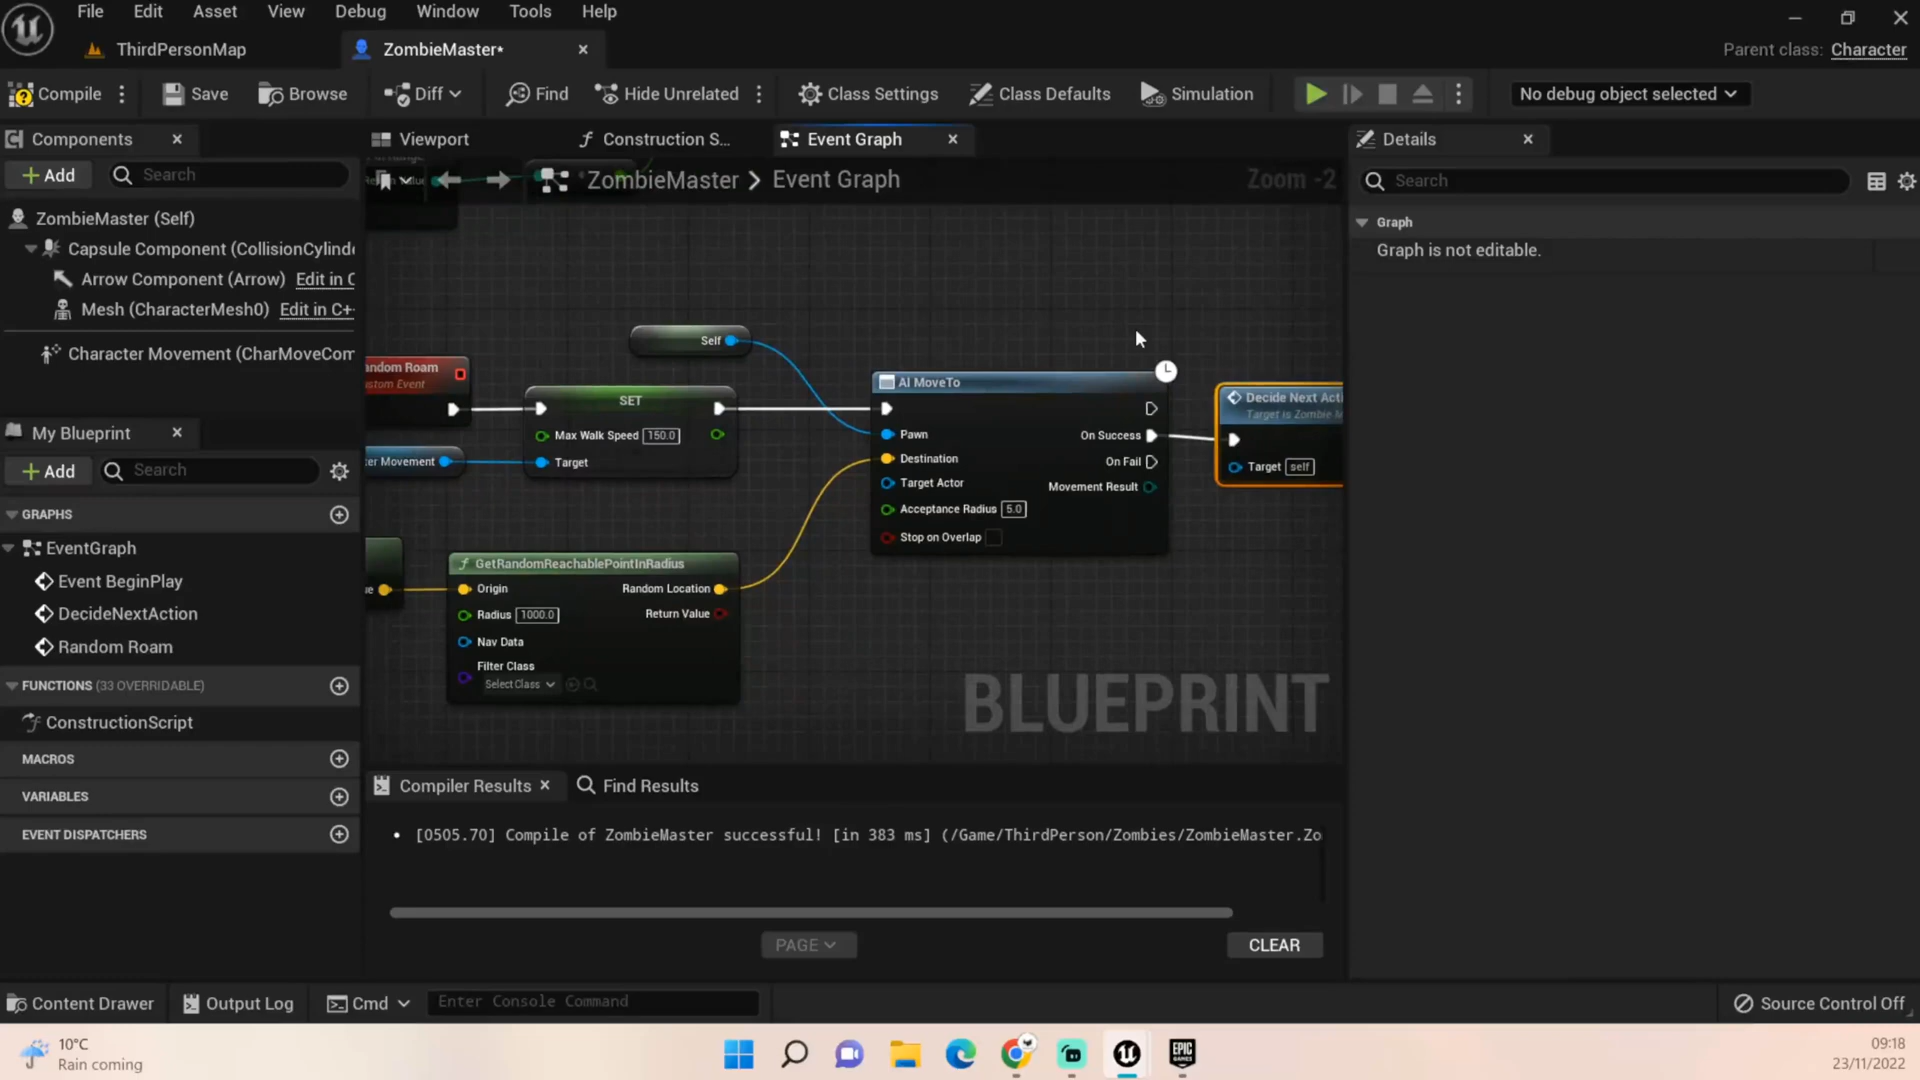 File Edit Asset View Debug Window Tools Help
ThirdPersonMap
ZombieMaster*
Parent class: Character
Compile
Save
Browse
Diff
Find
Hide Unrelated
Class Settings
Class Defaults
Simulation
No debug object selected
Components
Add
Search
ZombieMaster (Self)
Capsule Component (CollisionCylinde
Arrow Component (Arrow) Edit in C
Mesh (CharacterMesh0) Edit in C+
Character Movement (CharMoveCom
My Blueprint
Add
Search
GRAPHS
EventGraph
Event BeginPlay
DecideNextAction
Random Roam
FUNCTIONS (33 OVERRIDABLE)
ConstructionScript
MACROS
VARIABLES
EVENT DISPATCHERS
Viewport
Construction S...
Event Graph
ZombieMaster > Event Graph
Zoom -2
Self
andom Roam
ustom Event
SET
Max Walk Speed 150.0
Target
ter Movement
AI MoveTo
Pawn
Destination
Target Actor
Acceptance Radius 5.0
Stop on Overlap
On Success
On Fail
Movement Result
Decide Next Acti
Target is Zombie M
Target self
GetRandomReachablePointInRadius
Origin
Radius 1000.0
Nav Data
Filter Class
Select Class
Random Location
Return Value
ue
BLUEPRINT
Details
Search
Graph
Graph is not editable.
Compiler Results
Find Results
[0505.70] Compile of ZombieMaster successful! [in 383 ms] (/Game/ThirdPerson/Zombies/ZombieMaster.Zo
PAGE
CLEAR
Content Drawer
Output Log
Cmd
Enter Console Command
Source Control Off
10°C
Rain coming
EPIC
GAMES
09:18
23/11/2022